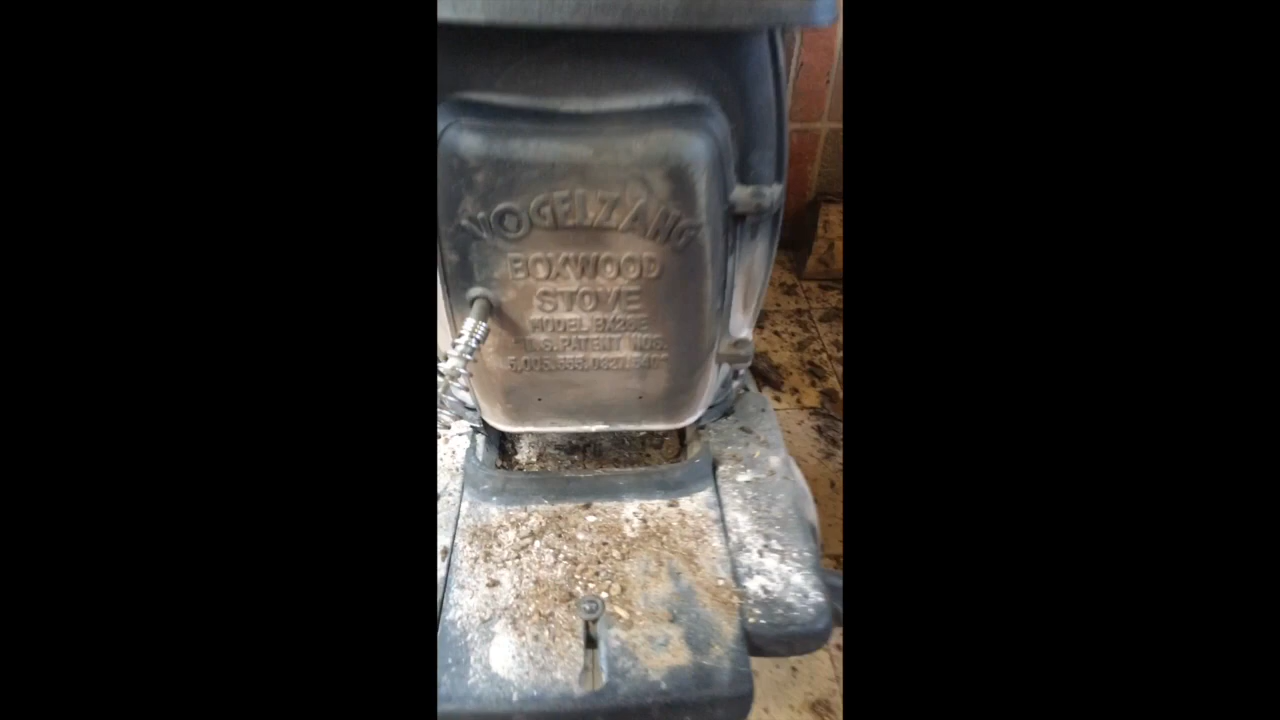 VOGELZANG
BOXWOOD
STOVE
MODEL BX26E
U.S. PATENT NOS.